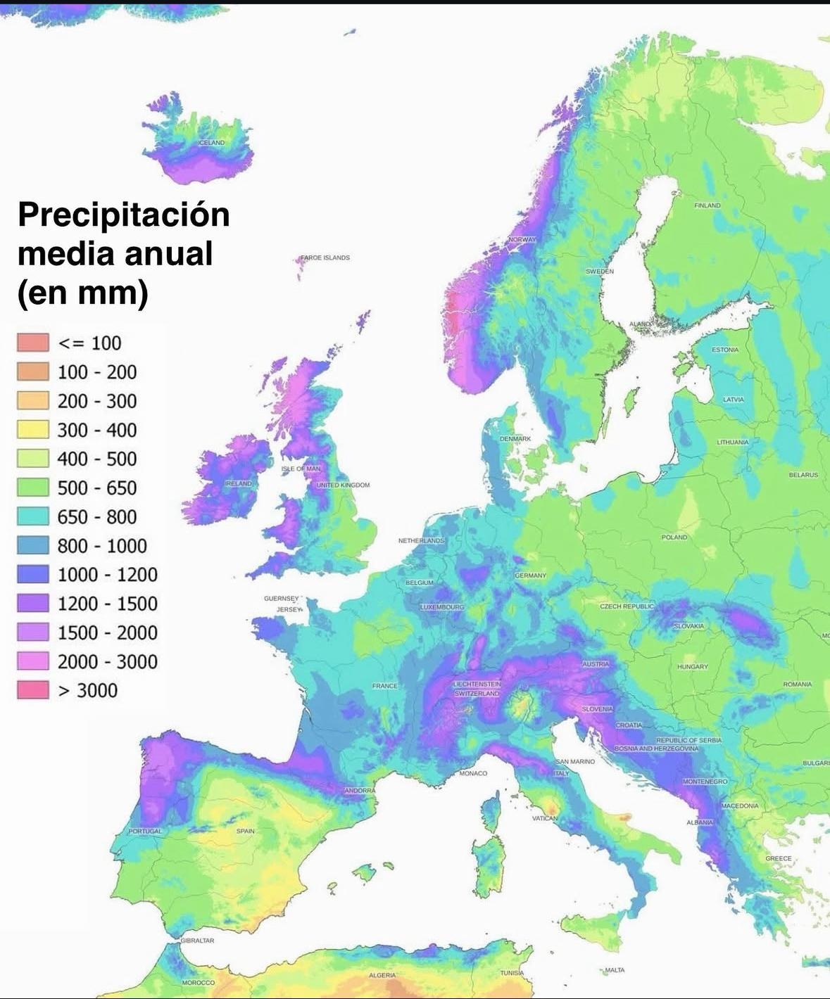 ICELAND
Precipitación
media anual
(en mm)
<= 100
100 - 200
200 - 300
300 - 400
400 - 500
500 - 650
650 - 800
800 - 1000
1000 - 1200
1200 - 1500
1500 - 2000
2000 - 3000
> 3000
FINLAND
NORWAY
FAROE ISLANDS
SWEDEN
ALAND
ESTONIA
LATVIA
DENMARK
LITHUANIA
ISLE OF MAN
BELARUS
IRELAND
UNITED KINGDOM
NETHERLANDS
POLAND
BELGIUM
GERMANY
GUERNSEY
JERSEY
LUXEMBOURG
CZECH REPUBLIC
SLOVAKIA
MO
AUSTRIA
HUNGARY
FRANCE
LIECHTENSTEIN
SWITZERLAND
ROMANIA
SLOVENIA
CROATIA
REPUBLIC OF SERBIA
BOSNIA AND HERZEGOVINA
SAN MARINO
BULGARI
MONACO
ITALY
MONTENEGRO
ANDORRA
MACEDONIA
VATICAN
ALBANIA
PORTUGAL
SPAIN
GREECE
GIBRALTAR
MALTA
TUNISIA
ALGERIA
MOROCCO